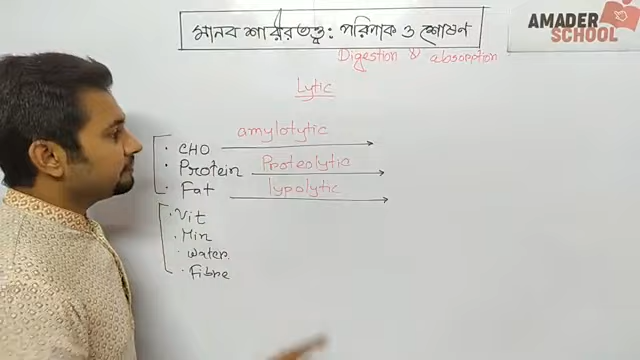 মানব শারীরতত্ত্ব : পরিপাক ও শোষণ
Digestion & absorption
AMADER
SCHOOL
Lytic
· CHO amylotytic
· Protein Proteolytic
· Fat lypolytic
· Vit
· Min
· water
· Fibre